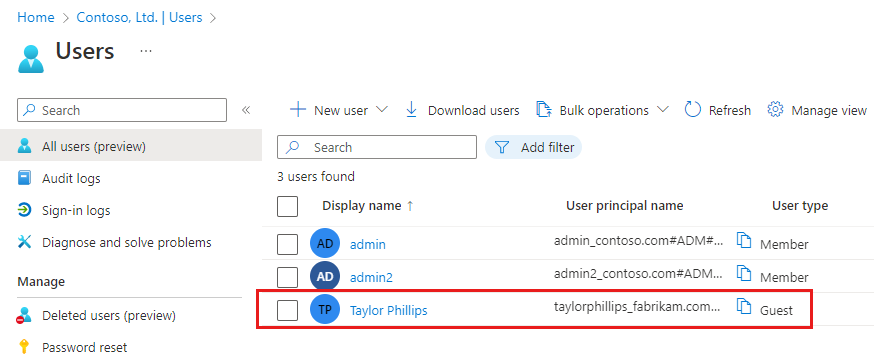 Home > Contoso, Ltd. | Users >
Users ...
Search «
All users (preview)
Audit logs
Sign-in logs
Diagnose and solve problems
Manage
Deleted users (preview)
Password reset
+ New user Download users Bulk operations Refresh Manage view
Search Add filter
3 users found
Display name ↑ User principal name User type
AD admin admin_contoso.com#ADM#... Member
AD admin2 admin2_contoso.com#ADM... Member
TP Taylor Phillips taylorphillips_fabrikam.com... Guest